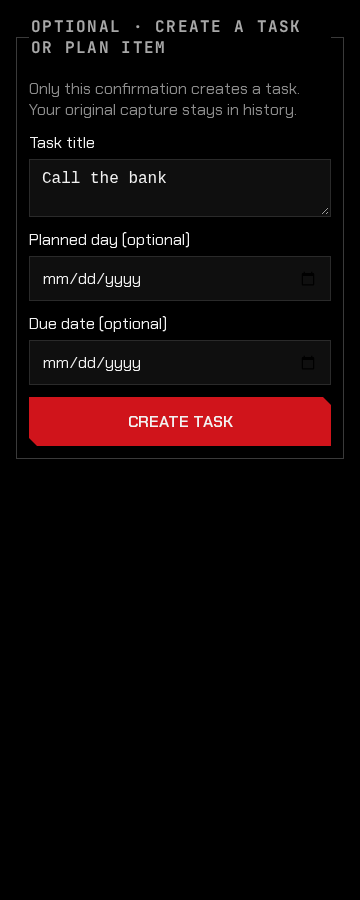 OPTIONAL · CREATE A TASK
OR PLAN ITEM
Only this confirmation creates a task.
Your original capture stays in history.
Task title
Call the bank
Planned day (optional)
mm/dd/yyyy
Due date (optional)
mm/dd/yyyy
CREATE TASK